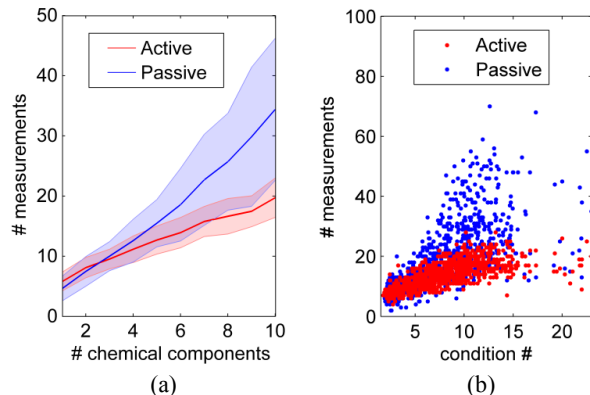 50
40
30
20
10
0
# measurements
Active
Passive
2 4 6 8 10
# chemical components
(a)
100
80
60
40
20
0
# measurements
Active
Passive
5 10 15 20
condition #
(b)